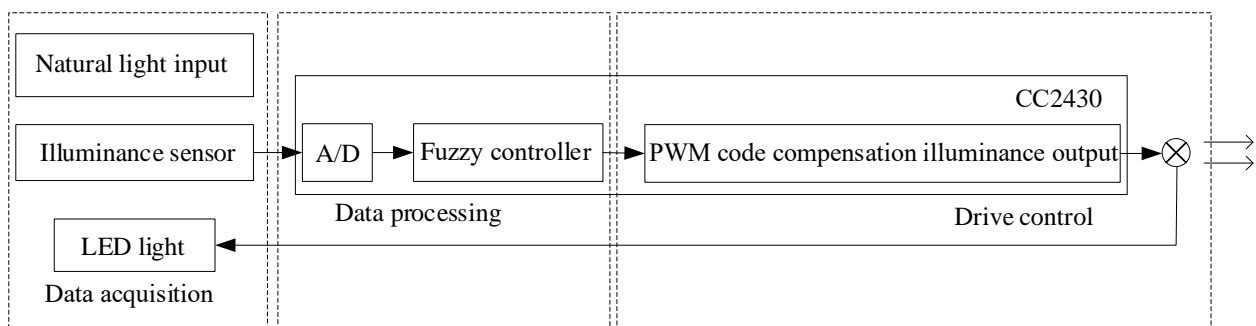 Natural light input
CC2430
Illuminance sensor
A/D
Fuzzy controller
PWM code compensation illuminance output
Data processing
Drive control
LED light
Data acquisition